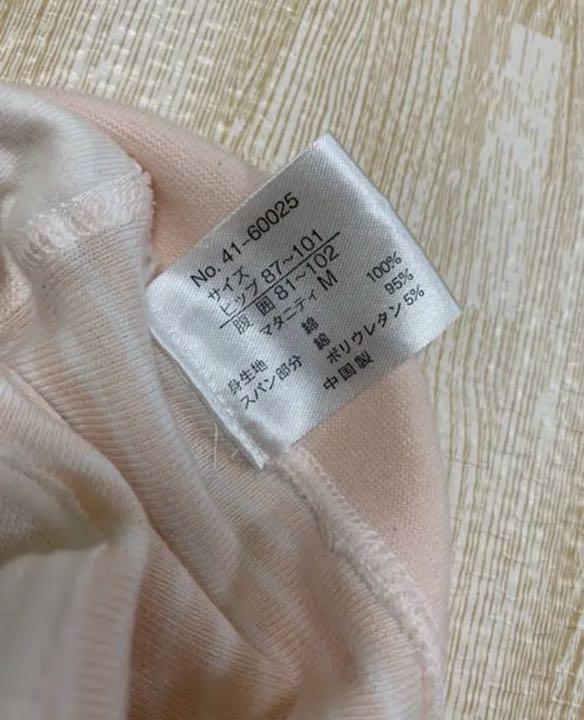 No. 41-60025
サイズ
ヒップ 87~101
腹囲 81~102
マタニティ M
身生地 綿 100%
スパン部分 綿 95%
ポリウレタン 5%
中国製